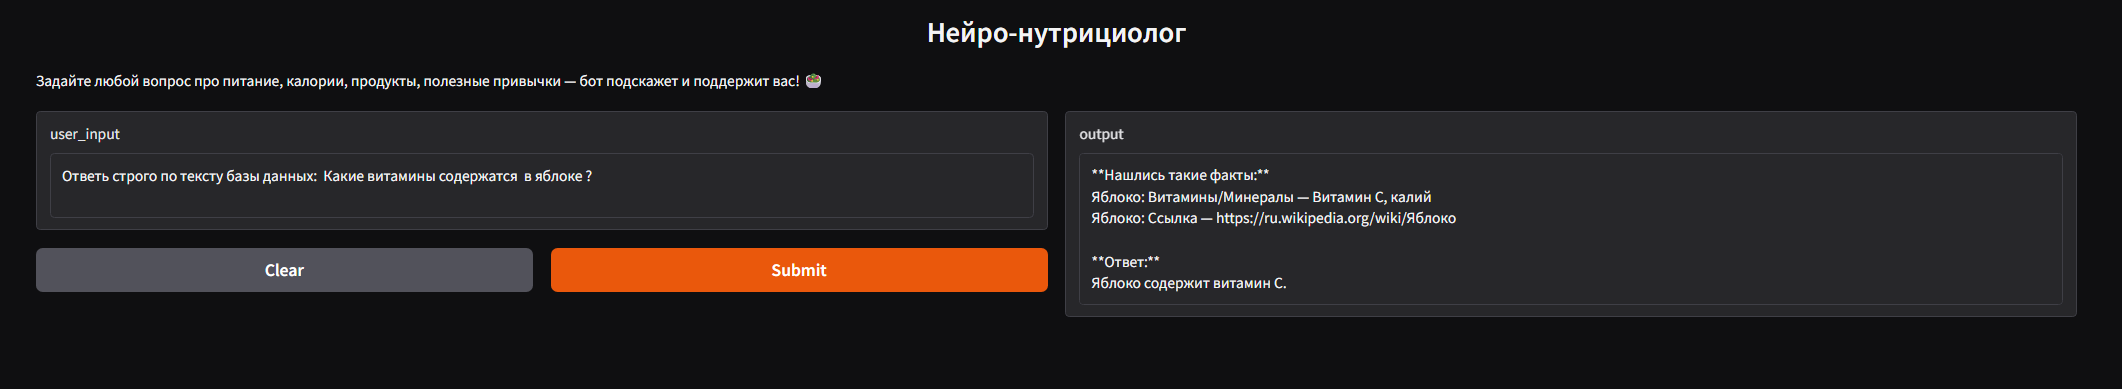 Нейро-нутрициолог
Задайте любой вопрос про питание, калории, продукты, полезные привычки — бот подскажет и поддержит вас! 🥗
user_input
Ответь строго по тексту базы данных:  Какие витамины содержатся  в яблоке ?
Clear
Submit
output
**Нашлись такие факты:**
Яблоко: Витамины/Минералы — Витамин C, калий
Яблоко: Ссылка — https://ru.wikipedia.org/wiki/Яблоко
**Ответ:**
Яблоко содержит витамин C.